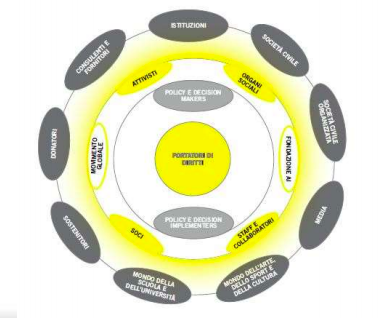 ISTITUZIONI
CONSULENTI E
FORNITORI
SOCIETÀ CIVILE
ATTIVISTI
ORGANI
SOCIALI
POLICY E DECISION
MAKERS
DONATORI
MOVIMENTO
GLOBALE
PORTATORI DI
DIRITTI
FONDAZIONE AI
SOCIETÀ CIVILE
ORGANIZZATA
SOSTENITORI
SOCI
POLICY E DECISION
IMPLEMENTERS
STAFF E
COLLABORATORI
MEDIA
MONDO DELLA
SCUOLA E
DELL'UNIVERSITÀ
MONDO DELL'ARTE,
DELLO SPORT E
DELLA CULTURA